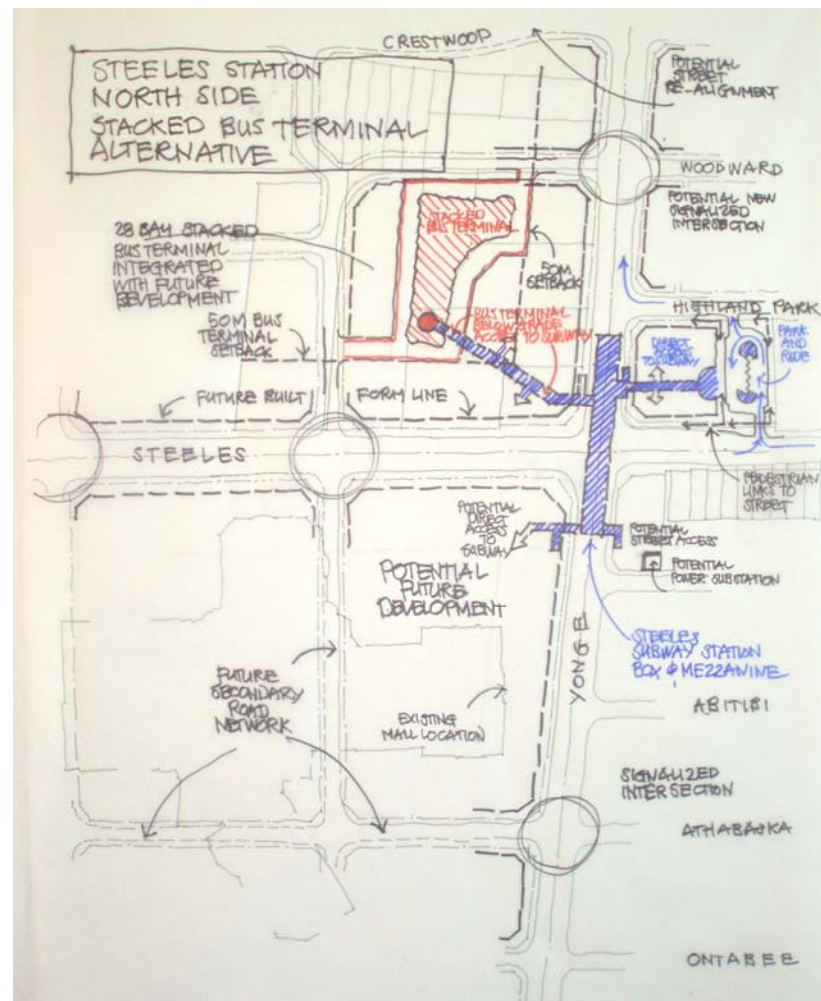 CRESTWOOD
STEELES STATION
NORTH SIDE
STACKED BUS TERMINAL
ALTERNATIVE
POTENTIAL
STREET
RE-ALIGNMENT
WOODWARD
POTENTIAL NEW
SIGNALIZED
INTERSECTION
STACKED
BUS TERMINAL
28 BAY STACKED
BUS TERMINAL
INTEGRATED
WITH FUTURE
DEVELOPMENT
50M
SETBACK
50M BUS
TERMINAL
SETBACK
BUS TERMINAL
BELOW GRADE
ACCESS TO SUBWAY
HIGHLAND PARK
DIRECT
TO SUBWAY
PARK
AND
RIDE
FUTURE BUILT FORM LINE
STEELES
PEDESTRIAN
LINKS TO
STREET
POTENTIAL
DIRECT
ACCESS
TO
SUBWAY
POTENTIAL
STREET ACCESS
POTENTIAL
POWER SUBSTATION
POTENTIAL
FUTURE
DEVELOPMENT
YONGE
STEELES
SUBWAY STATION
BOX & MEZZANINE
FUTURE
SECONDARY
ROAD
NETWORK
EXISTING
MALL LOCATION
ABITIBI
SIGNALIZED
INTERSECTION
ATHABASKA
ONTABEE